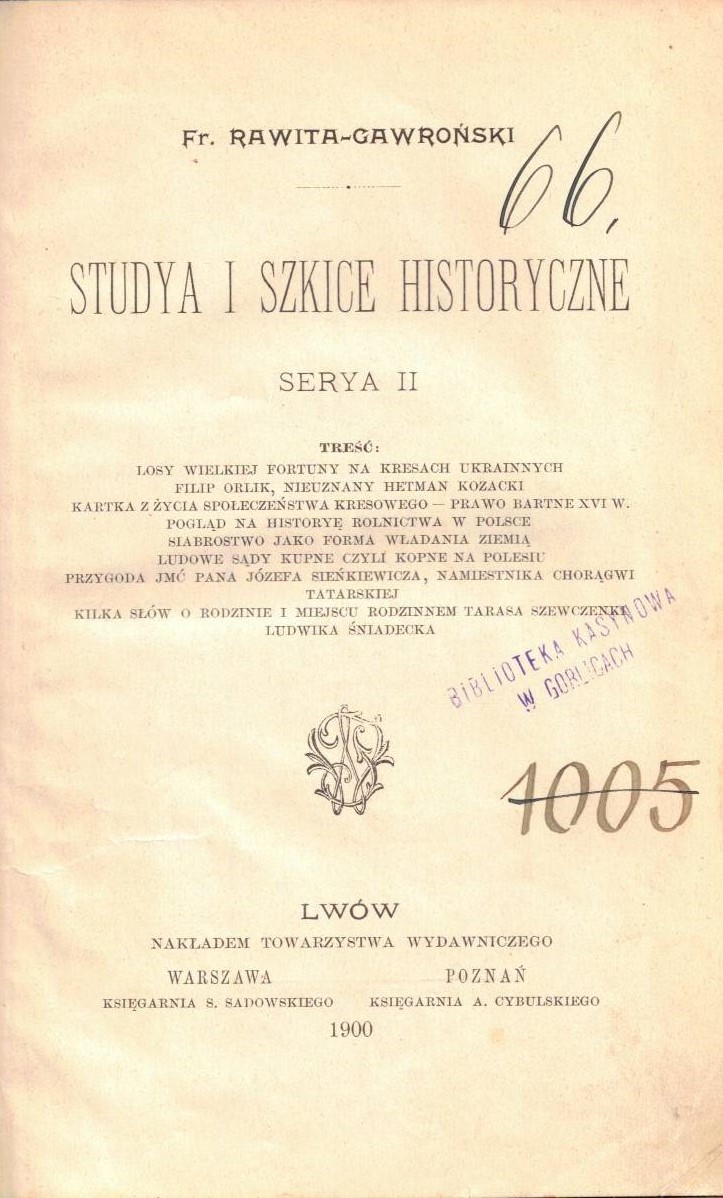 Fr. RAWITA-GAWROŃSKI
66.
STUDYA I SZKICE HISTORYCZNE
SERYA II
TREŚĆ:
LOSY WIELKIEJ FORTUNY NA KRESACH UKRAINNYCH
FILIP ORLIK, NIEUZNANY HETMAN KOZACKI
KARTKA Z ŻYCIA SPOŁECZEŃSTWA KRESOWEGO — PRAWO BARTNE XVI W.
POGLĄD NA HISTORYĘ ROLNICTWA W POLSCE
SIABROSTWO JAKO FORMA WŁADANIA ZIEMIĄ
LUDOWE SĄDY KUPNE CZYLI KOPNE NA POLESIU
PRZYGODA JMĆ PANA JÓZEFA SIEŃKIEWICZA, NAMIESTNIKA CHORĄGWI
TATARSKIEJ
KILKA SŁÓW O RODZINIE I MIEJSCU RODZINNEM TARASA SZEWCZENKI
LUDWIKA ŚNIADECKA
BIBLIOTEKA KASYNOWA
W GORLICACH
1005
LWÓW
NAKŁADEM TOWARZYSTWA WYDAWNICZEGO
WARSZAWA POZNAŃ
KSIĘGARNIA S. SADOWSKIEGO KSIĘGARNIA A. CYBULSKIEGO
1900